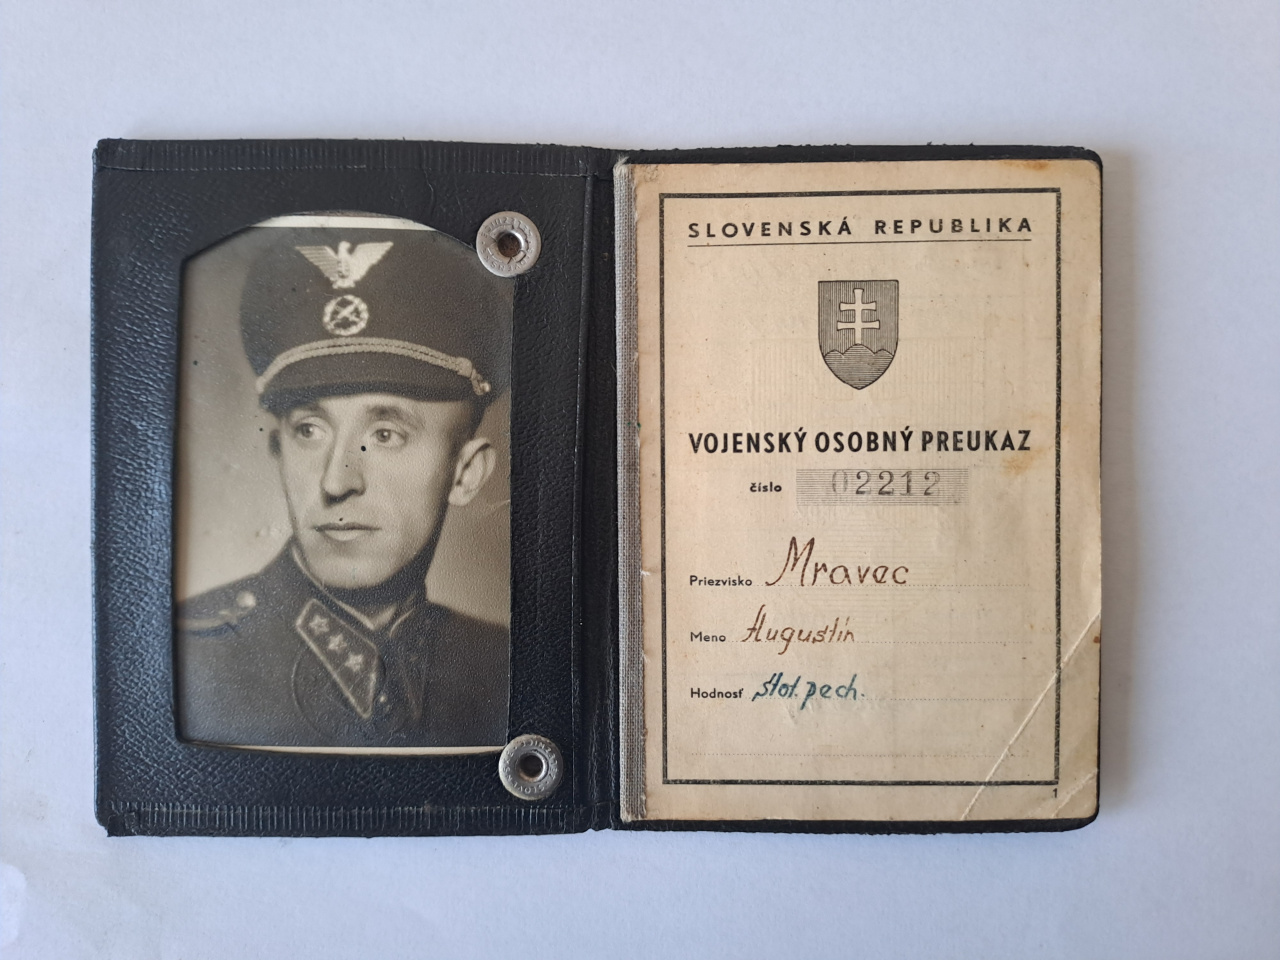 SLOVENSKÁ REPUBLIKA
VOJENSKÝ OSOBNÝ PREUKAZ
číslo 02212
Priezvisko Mravec
Meno Augustín
Hodnosť stot. pech.
1